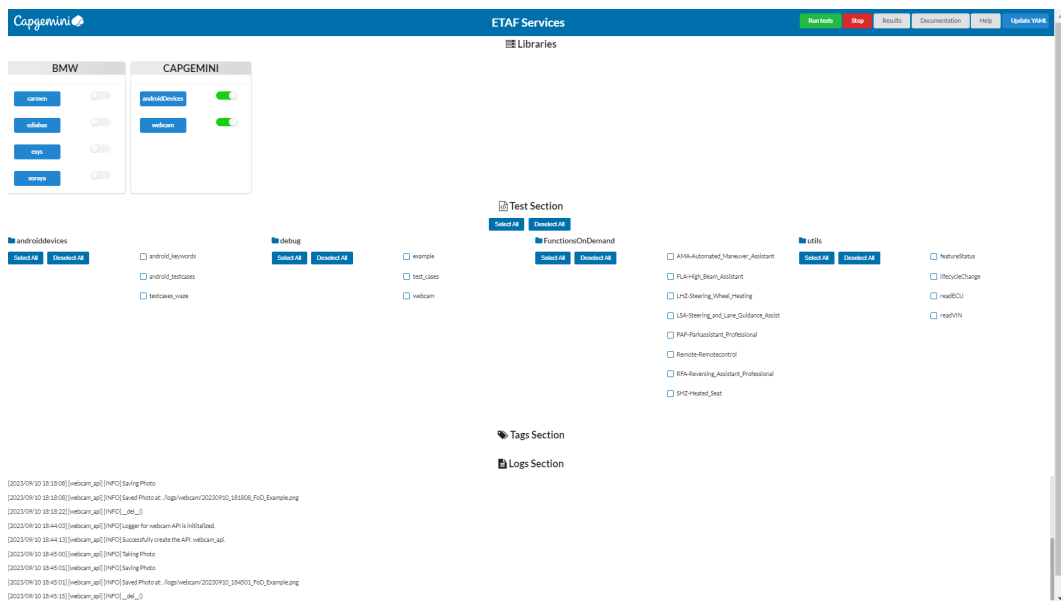 Capgemini
ETAF Services
Run tests Stop Results Documentation Help Update YAML
Libraries
BMW
carmen
ediabas
esys
xoraya
CAPGEMINI
androidDevices
webcam
Test Section
Select All Deselect All
androiddevices
Select All Deselect All
android_keywords
android_testcases
testcases_waze
debug
Select All Deselect All
example
test_cases
webcam
FunctionsOnDemand
Select All Deselect All
AMA-Automated_Maneuver_Assistant
FLA-High_Beam_Assistant
LHZ-Steering_Wheel_Heating
LSA-Steering_and_Lane_Guidance_Assist
PAP-Parkassistant_Professional
Remote-Remotecontrol
RFA-Reversing_Assistant_Professional
SHZ-Heated_Seat
utils
Select All Deselect All
featureStatus
lifecycleChange
readECU
readVIN
Tags Section
Logs Section
[2023/09/10 18:18:08] [webcam_api] [INFO] Saving Photo
[2023/09/10 18:18:08] [webcam_api] [INFO] Saved Photo at: ./logs/webcam/20230910_181808_FoD_Example.png
[2023/09/10 18:18:22] [webcam_api] [INFO] __del__()
[2023/09/10 18:44:03] [webcam_api] [INFO] Logger for webcam API is inititalized.
[2023/09/10 18:44:13] [webcam_api] [INFO] Successfully create the API: webcam_api.
[2023/09/10 18:45:00] [webcam_api] [INFO] Taking Photo
[2023/09/10 18:45:01] [webcam_api] [INFO] Saving Photo
[2023/09/10 18:45:01] [webcam_api] [INFO] Saved Photo at: ./logs/webcam/20230910_184501_FoD_Example.png
[2023/09/10 18:45:15] [webcam_api] [INFO] __del__()